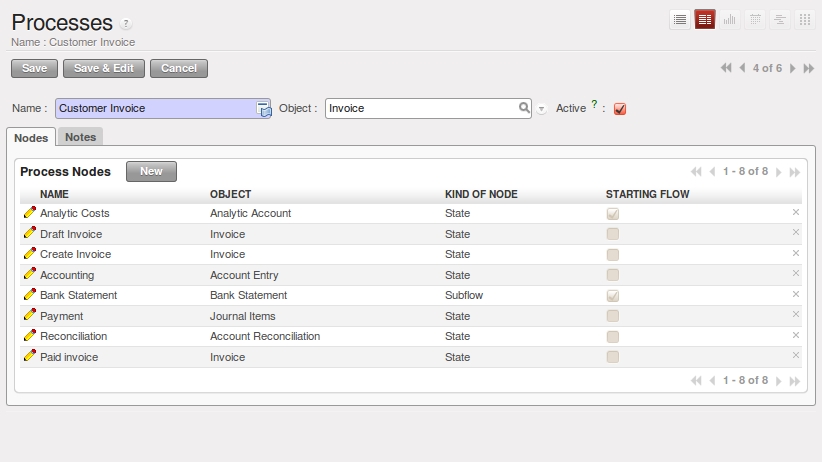 Processes ?
Name : Customer Invoice
Save Save & Edit Cancel 4 of 6
Name : Customer Invoice Object : Invoice Active ? :
Nodes Notes
Process Nodes New 1 - 8 of 8
NAME OBJECT KIND OF NODE STARTING FLOW
Analytic Costs Analytic Account State
Draft Invoice Invoice State
Create Invoice Invoice State
Accounting Account Entry State
Bank Statement Bank Statement Subflow
Payment Journal Items State
Reconciliation Account Reconciliation State
Paid invoice Invoice State
1 - 8 of 8